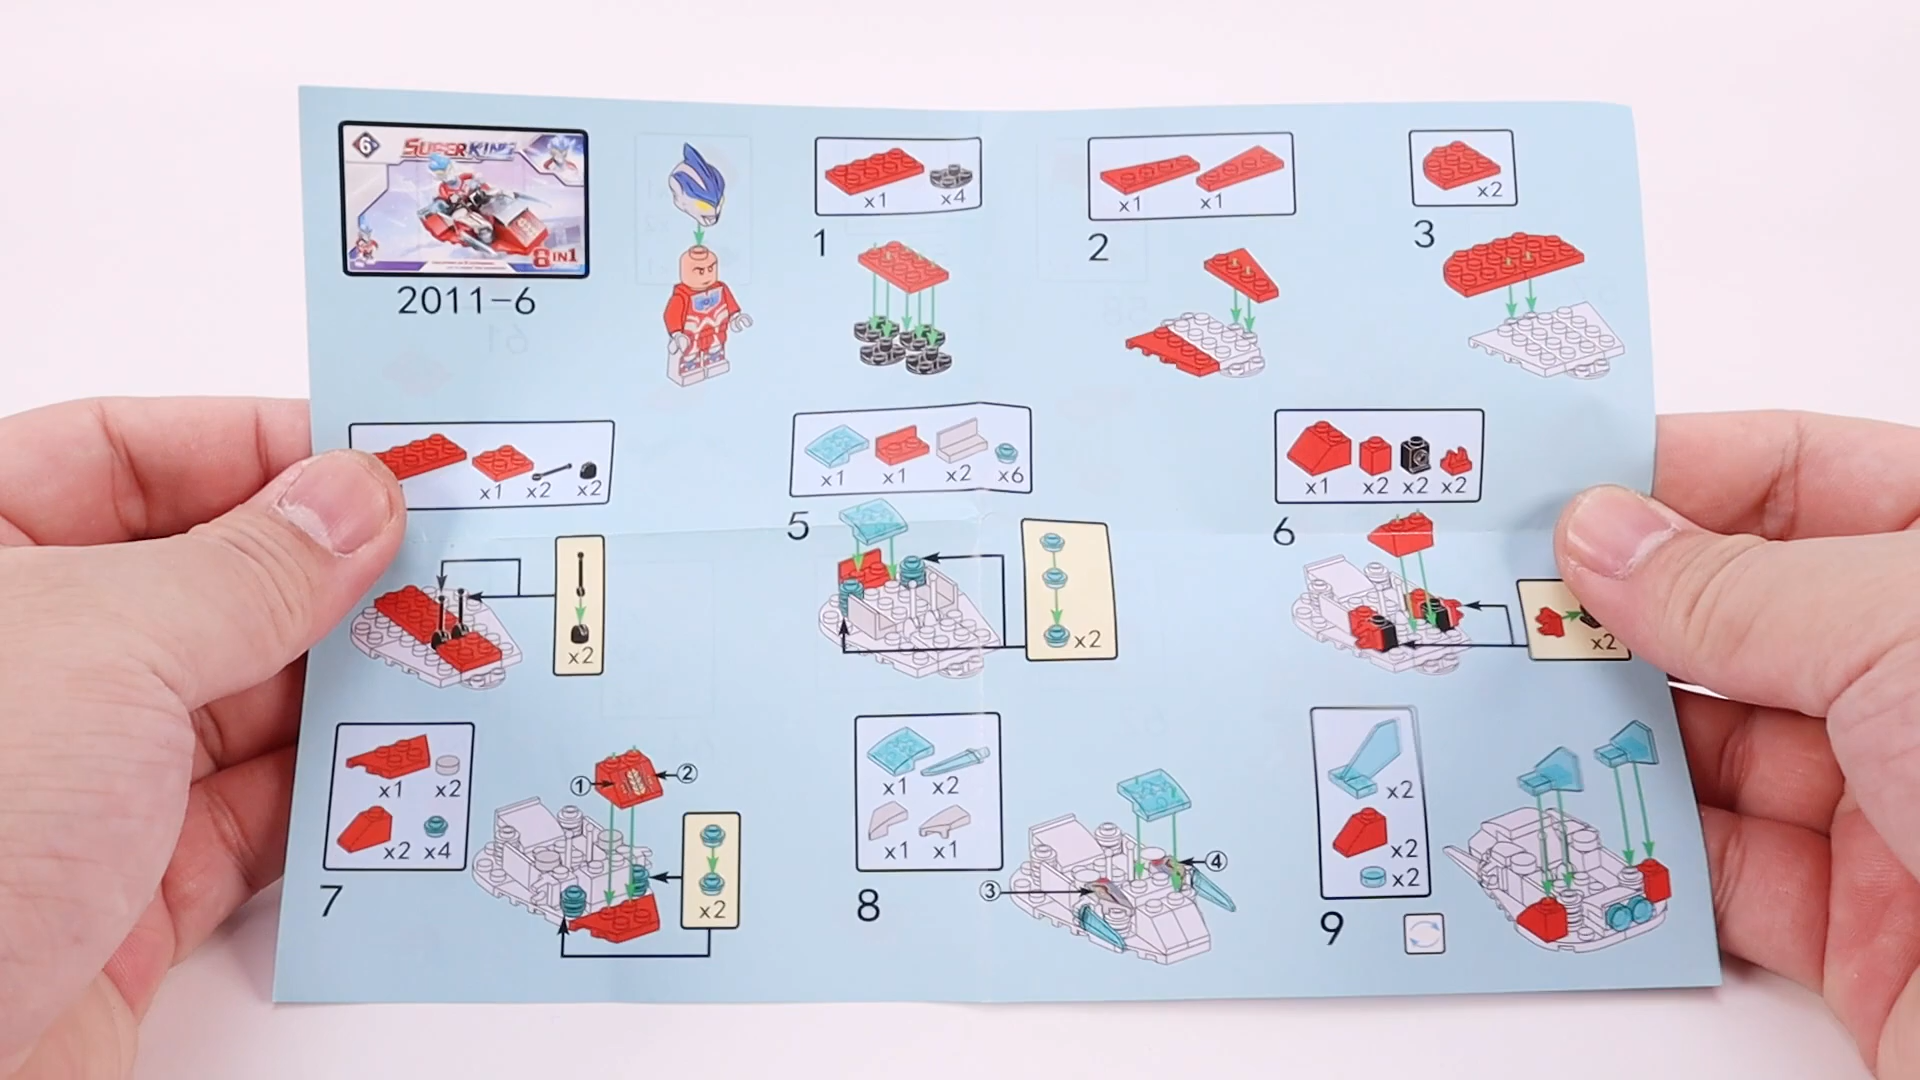 6+
SUPER KING
8 IN 1
2011-6
x1 x4
1
x1 x1
2
x2
3
x1 x2 x2
x2
x1 x1 x2 x6
5
x2
x1 x2 x2 x2
6
x2
x1 x2
x2 x4
7
① ②
x2
x1 x2
x1 x1
8
③ ④
x2
x2
x2
9